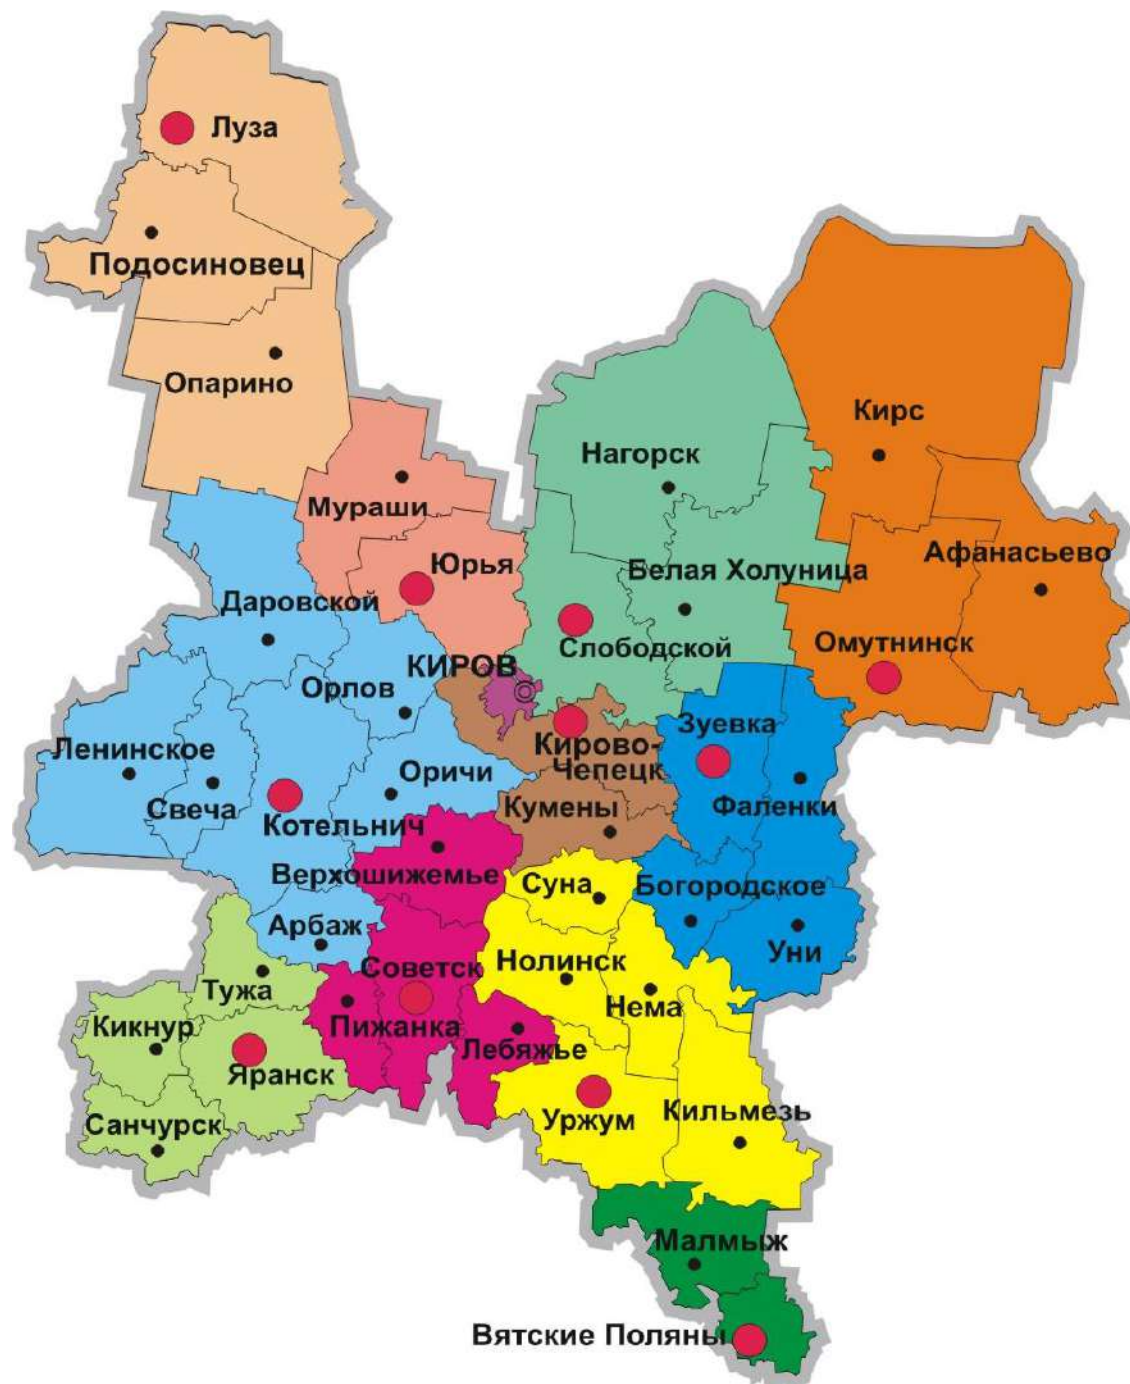 Луза
Подосиновец
Опарино
Кирс
Нагорск
Мураши
Афанасьево
Юрья
Белая Холуница
Даровской
Слободской
Омутнинск
КИРОВ
Орлов
Зуевка
Ленинское
Кирово-
Чепецк
Оричи
Свеча
Фаленки
Кумены
Котельнич
Верхошижемье
Суна
Богородское
Арбаж
Уни
Нолинск
Советск
Тужа
Нема
Кикнур
Пижанка
Лебяжье
Яранск
Кильмезь
Уржум
Санчурск
Малмыж
Вятские Поляны